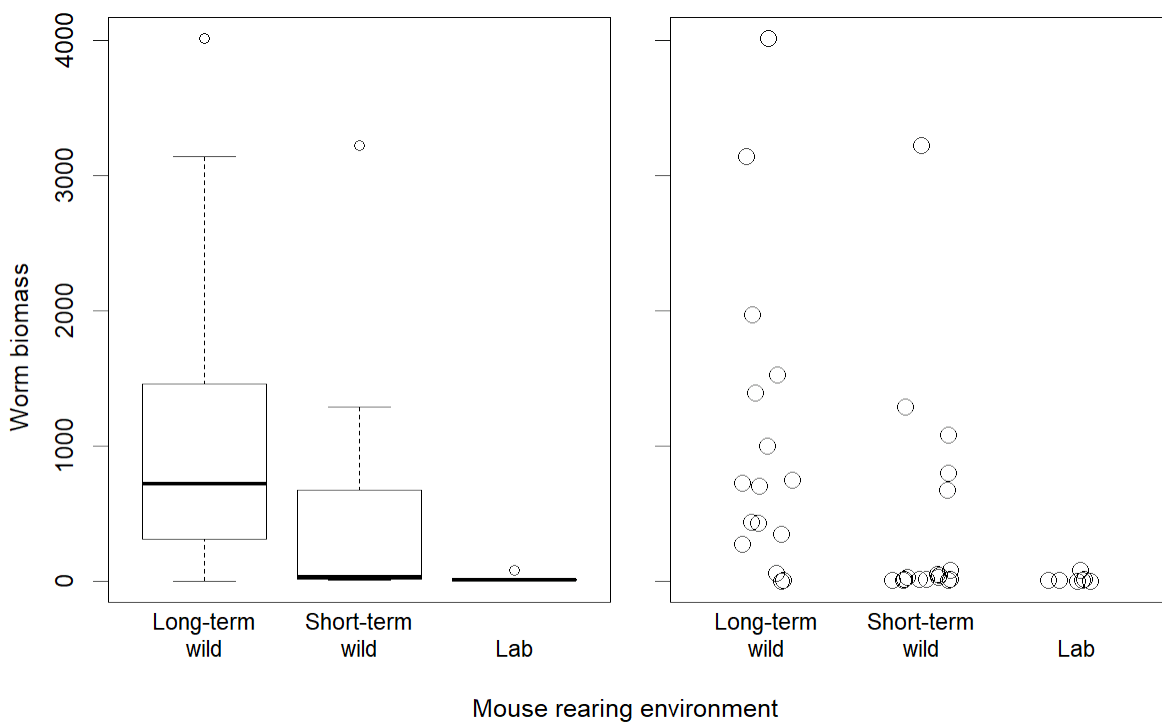 Worm biomass
4000
3000
2000
1000
0
Long-term
wild
Short-term
wild
Lab
Long-term
wild
Short-term
wild
Lab
Mouse rearing environment